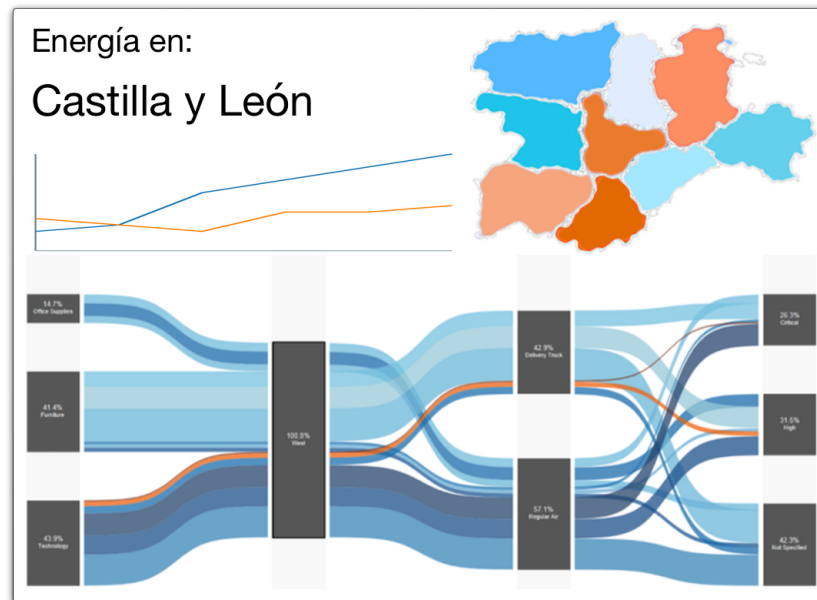 Energía en:
Castilla y León
14.7%
Office Supplies
41.4%
Furniture
43.9%
Technology
100.0%
West
42.9%
Delivery Truck
57.1%
Regular Air
26.3%
Critical
31.5%
High
42.3%
Not Specified